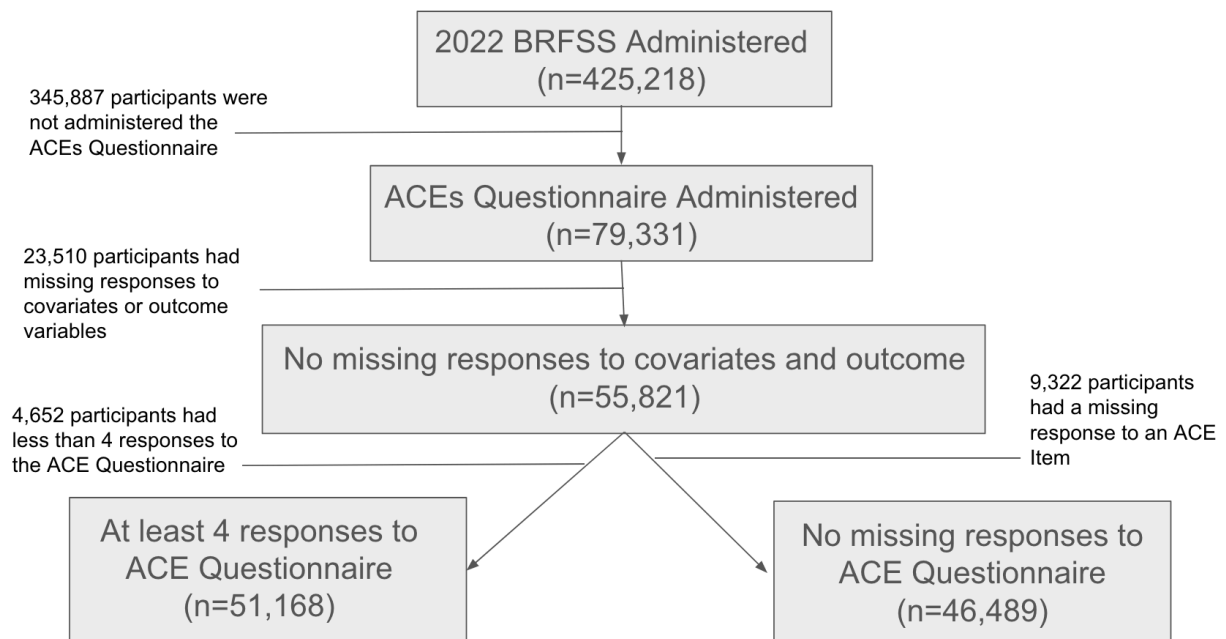 2022 BRFSS Administered
(n=425,218)
345,887 participants were
not administered the
ACEs Questionnaire
ACEs Questionnaire Administered
(n=79,331)
23,510 participants had
missing responses to
covariates or outcome
variables
No missing responses to covariates and outcome
(n=55,821)
4,652 participants had
less than 4 responses to
the ACE Questionnaire
9,322 participants
had a missing
response to an ACE
Item
At least 4 responses to
ACE Questionnaire
(n=51,168)
No missing responses to
ACE Questionnaire
(n=46,489)